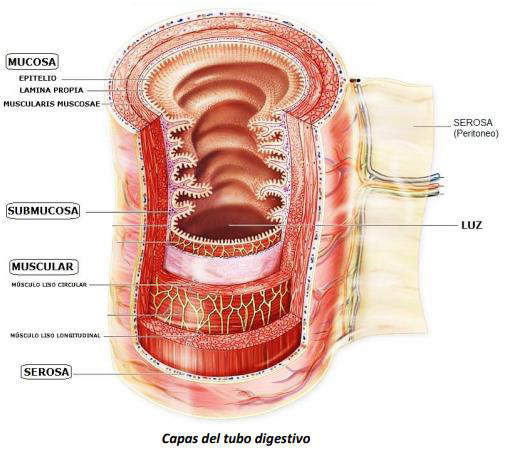 MUCOSA
EPITELIO
LAMINA PROPIA
MUSCULARIS MUSCOSAE
SEROSA
(Peritoneo)
SUBMUCOSA
LUZ
MUSCULAR
MÚSCULO LISO CIRCULAR
MÚSCULO LISO LONGITUDINAL
SEROSA
Capas del tubo digestivo